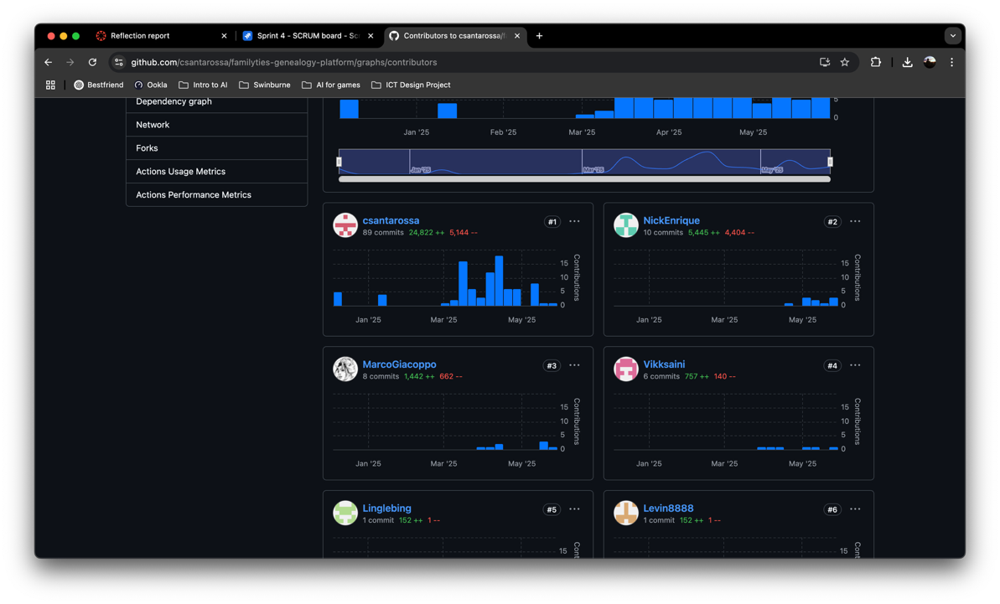 Reflection report
Sprint 4 - SCRUM board - Sc
Contributors to csantarossa/f
github.com/csantarossa/familyties-genealogy-platform/graphs/contributors
Bestfriend Ookla Intro to AI Swinburne AI for games ICT Design Project
Dependency graph
Network
Forks
Actions Usage Metrics
Actions Performance Metrics
5
0
Jan '25 Feb '25 Mar '25 Apr '25 May '25
Jan '25 Mar '25 May '25
csantarossa #1
89 commits 24,822 ++ 5,144 --
15
10
5
0
Contributions
Jan '25 Mar '25 May '25
NickEnrique #2
10 commits 5,445 ++ 4,404 --
15
10
5
0
Contributions
Jan '25 Mar '25 May '25
MarcoGiacoppo #3
8 commits 1,442 ++ 662 --
15
10
5
0
Contributions
Jan '25 Mar '25 May '25
Vikksaini #4
6 commits 757 ++ 140 --
15
10
5
0
Contributions
Jan '25 Mar '25 May '25
Linglebing #5
1 commit 152 ++ 1 --
15
Cont
Levin8888 #6
1 commit 152 ++ 1 --
15
Cont